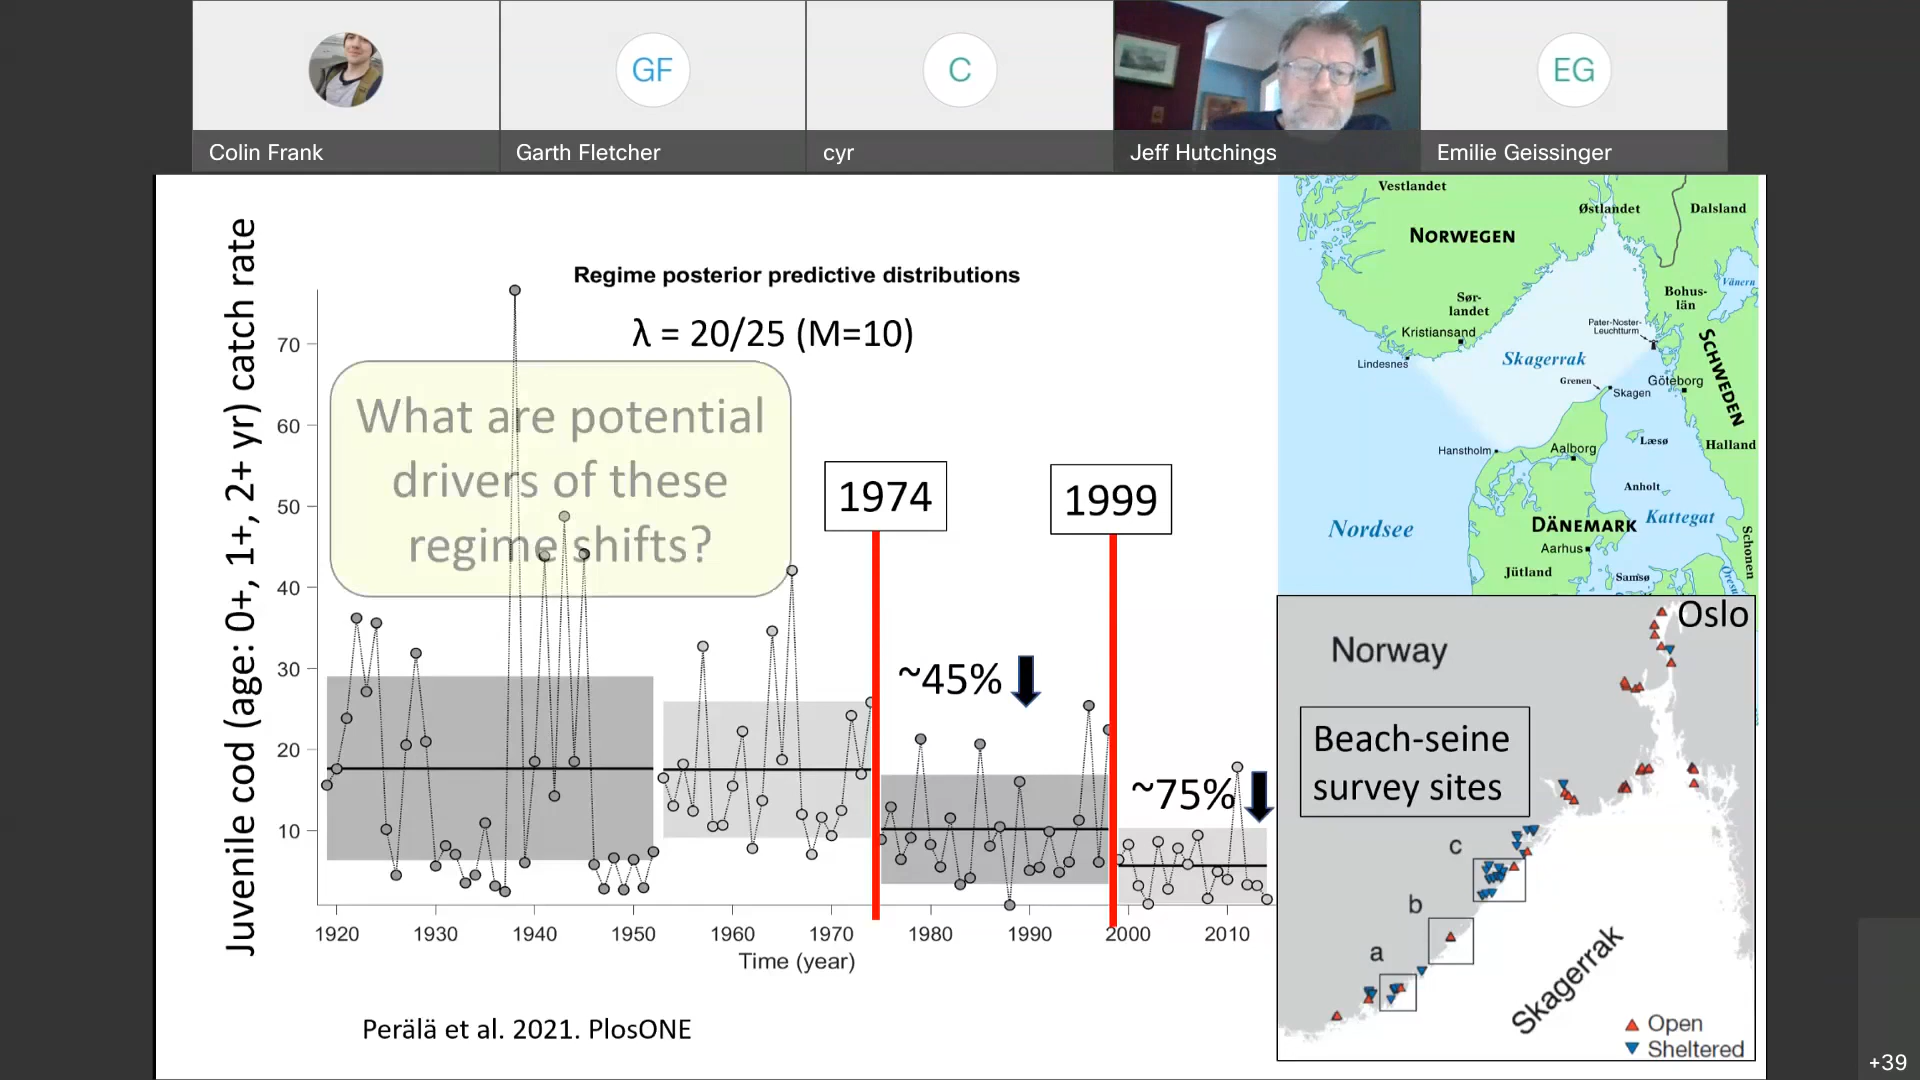 GF
C
EG
Colin Frank
Garth Fletcher
cyr
Jeff Hutchings
Emilie Geissinger
Juvenile cod (age: 0+, 1+, 2+ yr) catch rate
Regime posterior predictive distributions
λ = 20/25 (M=10)
What are potential
drivers of these
regime shifts?
1974
1999
~45%
~75%
70
60
50
40
30
20
10
1920
1930
1940
1950
1960
1970
1980
1990
2000
2010
Time (year)
Perälä et al. 2021. PlosONE
Vestlandet
Østlandet
Dalsland
NORWEGEN
Vänern
Bohus-
län
Sør-
landet
Pater-Noster-
Leuchtturm
Kristiansand
Lindesnes
Skagerrak
SCHWEDEN
Grenen
Göteborg
Skagen
Hanstholm
Aalborg
Læsø
Halland
Anholt
Nordsee
DÄNEMARK
Kattegat
Aarhus
Schonen
Jütland
Samsø
Oslo
Norway
Beach-seine
survey sites
c
b
a
Skagerrak
Open
Sheltered
+39